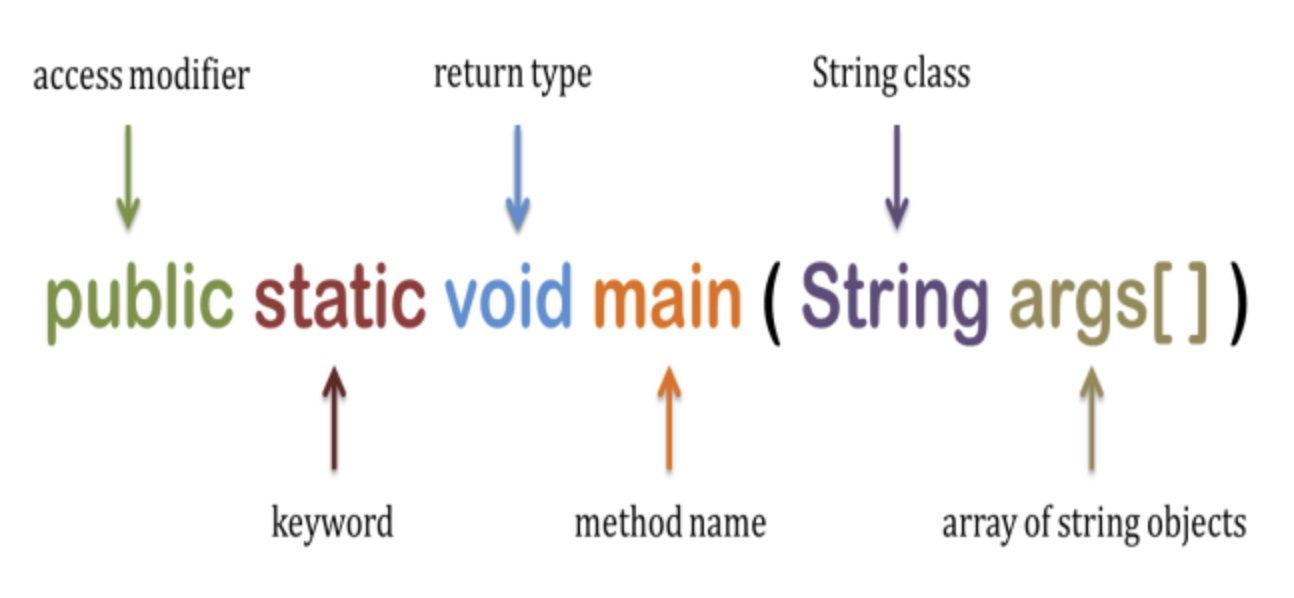 access modifier return type String class
public static void main ( String args[ ] )
keyword method name array of string objects